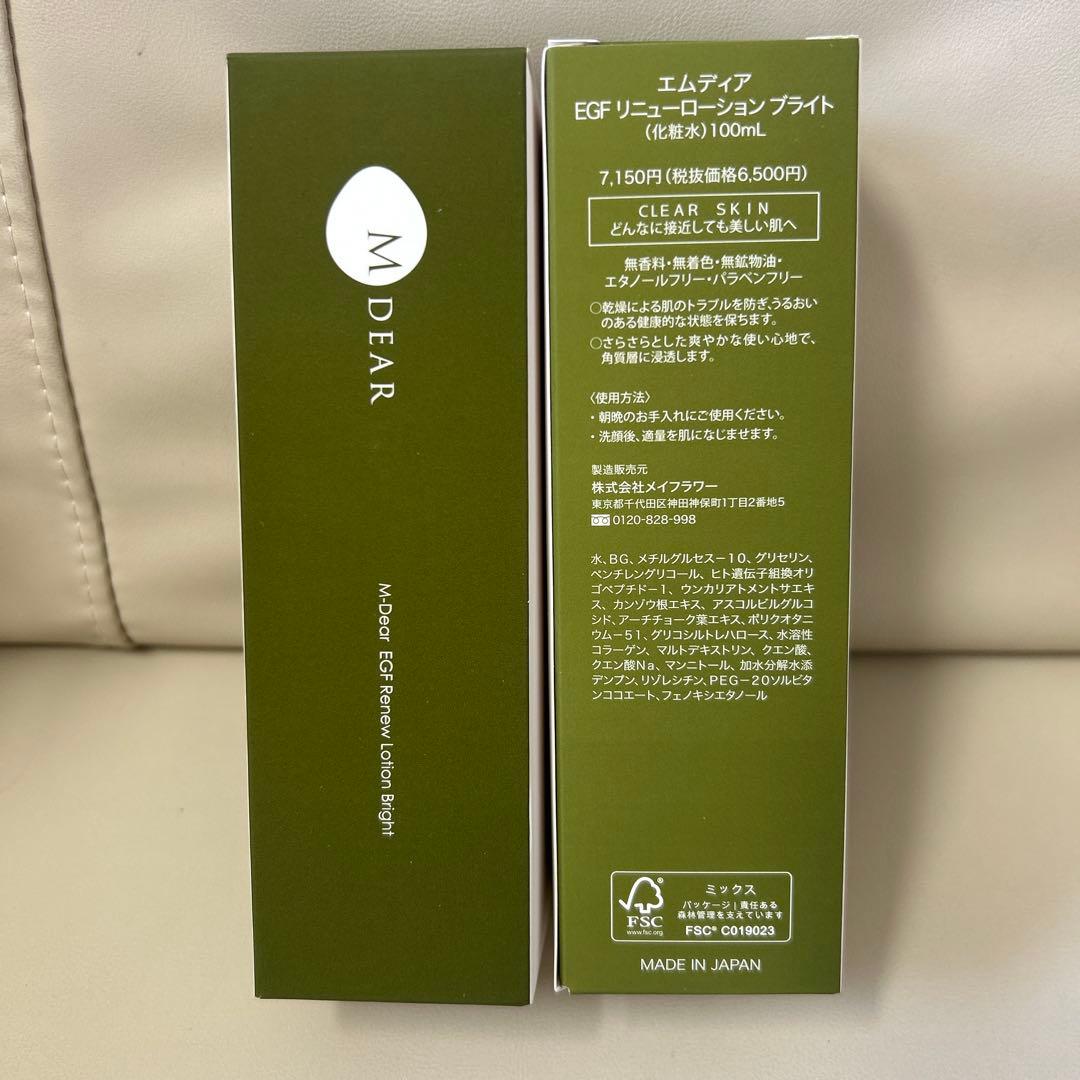 M DEAR
M-Dear EGF Renew Lotion Bright
エムディア
EGF リニューローション ブライト
（化粧水）100mL
7,150円（税抜価格6,500円）
CLEAR SKIN
どんなに接近しても美しい肌へ
無香料・無着色・無鉱物油・
エタノールフリー・パラベンフリー
○乾燥による肌のトラブルを防ぎ、うるおい
のある健康的な状態を保ちます。
○さらさらとした爽やかな使い心地で、
角質層に浸透します。
〈使用方法〉
・朝晩のお手入れにご使用ください。
・洗顔後、適量を肌になじませます。
製造販売元
株式会社メイフラワー
東京都千代田区神田神保町1丁目2番地5
0120-828-998
水、BG、メチルグルセス－10、グリセリン、
ペンチレングリコール、ヒト遺伝子組換オリ
ゴペプチド－1、ウンカリアトメントサエキ
ス、カンゾウ根エキス、アスコルビルグルコ
シド、アーチチョーク葉エキス、ポリクオタニ
ウム－51、グリコシルトレハロース、水溶性
コラーゲン、マルトデキストリン、クエン酸、
クエン酸Na、マンニトール、加水分解水添
デンプン、リゾレシチン、PEG－20ソルビタ
ンココエート、フェノキシエタノール
FSC
www.fsc.org
ミックス
パッケージ｜責任ある
森林管理を支えています
FSC® C019023
MADE IN JAPAN